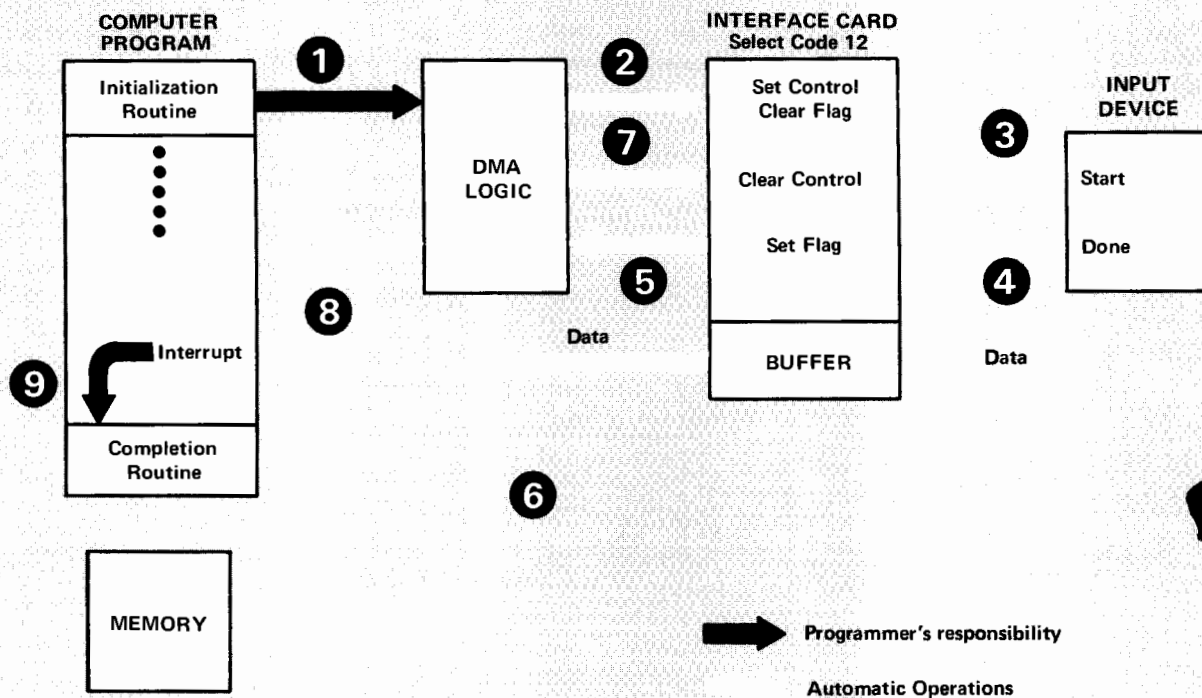 COMPUTER
PROGRAM
Initialization
Routine
Interrupt
Completion
Routine
MEMORY
1
2
3
4
5
6
7
8
9
DMA
LOGIC
INTERFACE CARD
Select Code 12
Set Control
Clear Flag
Clear Control
Set Flag
BUFFER
Data
INPUT
DEVICE
Start
Done
Data
Programmer's responsibility
Automatic Operations